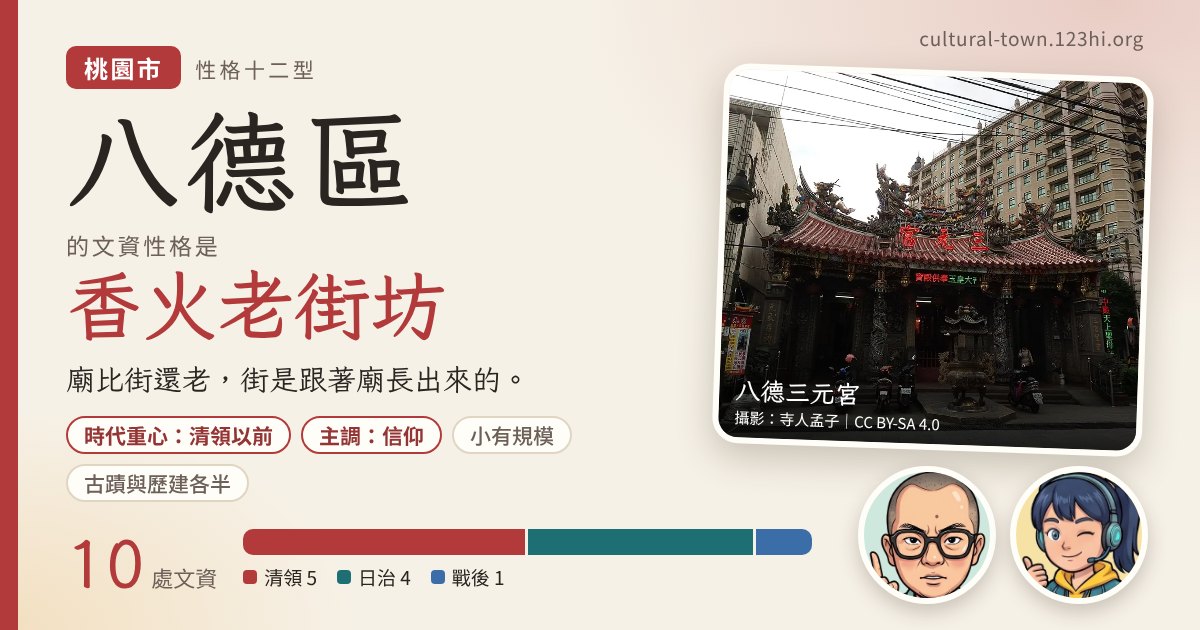 cultural-town.123hi.org
桃園市 性格十二型
八德區
的文資性格是
香火老街坊
廟比街還老，街是跟著廟長出來的。
時代重心：清領以前 主調：信仰 小有規模
古蹟與歷建各半
10 處文資
清領 5 日治 4 戰後 1
宮元三
八德三元宮
攝影：寺人孟子｜CC BY-SA 4.0